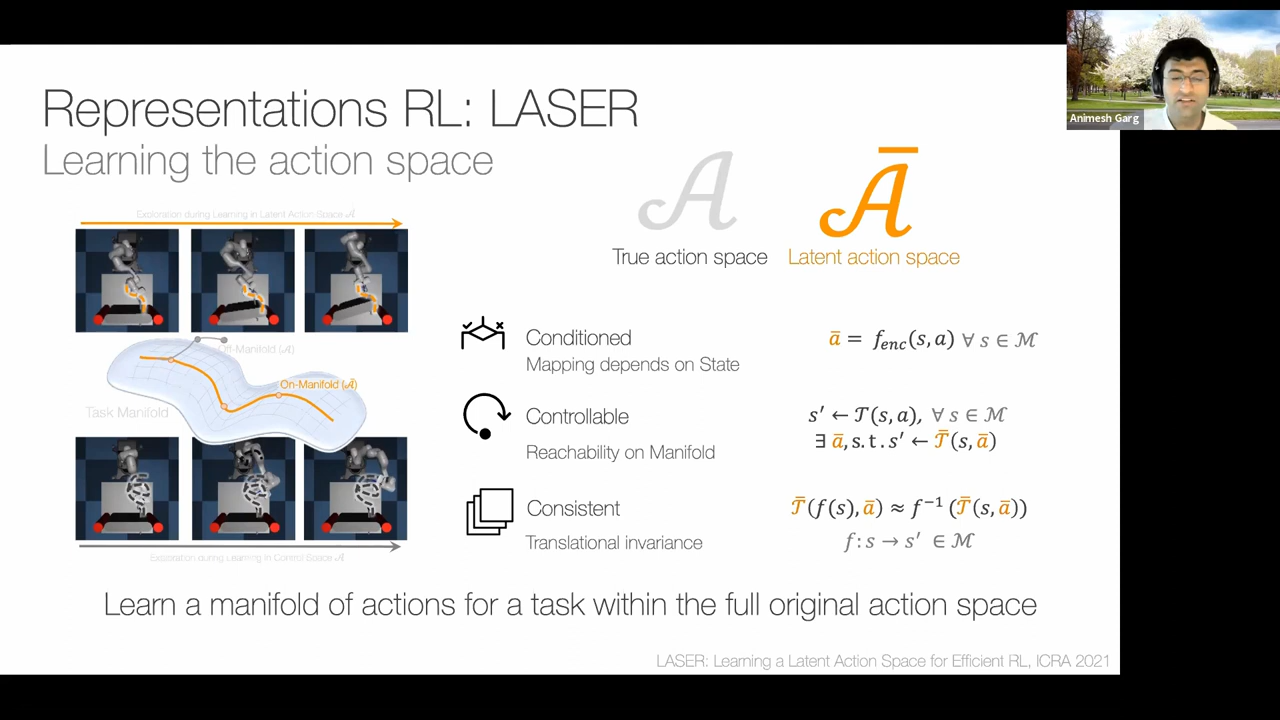 Animesh Garg
Representations RL: LASER
Learning the action space
𝒜
𝒜̄
True action space
Latent action space
Exploration during Learning in Latent Action Space 𝒜̄
Off-Manifold (𝒜)
On-Manifold (𝒜̄)
Task Manifold
Exploration during Learning in Control Space 𝒜
Conditioned
Mapping depends on State
ā = f_enc(s, a) ∀ s ∈ ℳ
Controllable
Reachability on Manifold
s′ ← 𝒯(s, a), ∀ s ∈ ℳ
∃ ā, s.t. s′ ← 𝒯̄(s, ā)
Consistent
Translational invariance
𝒯̄(f(s), ā) ≈ f⁻¹(𝒯̄(s, ā))
f: s → s′ ∈ ℳ
Learn a manifold of actions for a task within the full original action space
LASER: Learning a Latent Action Space for Efficient RL, ICRA 2021